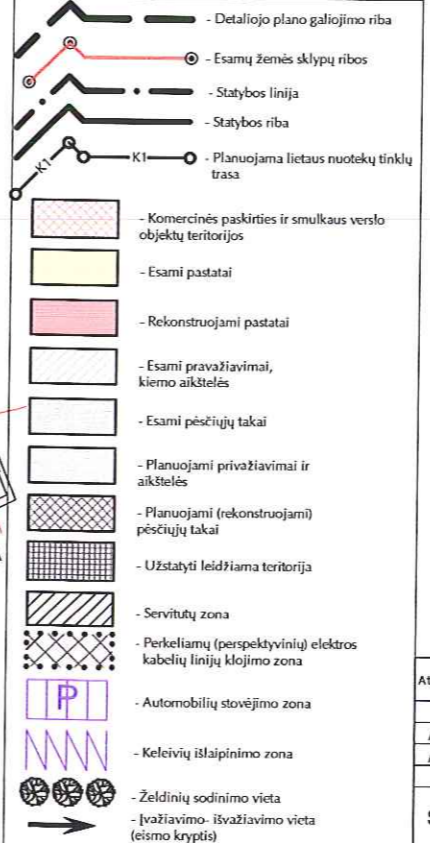 - Detaliojo plano galiojimo riba
- Esamų žemės sklypų ribos
- Statybos linija
- Statybos riba
K1 K1 - Planuojama lietaus nuotekų tinklų
trasa
- Komercinės paskirties ir smulkaus verslo
objektų teritorijos
- Esami pastatai
- Rekonstruojami pastatai
- Esami pravažiavimai,
kiemo aikštelės
- Esami pėsčiųjų takai
- Planuojami privažiavimai ir
aikštelės
- Planuojami (rekonstruojami)
pėsčiųjų takai
- Užstatyti leidžiama teritorija
- Servitutų zona
- Perkeliamų (perspektyvinių) elektros
kabelių linijų klojimo zona
P - Automobilių stovėjimo zona
- Keleivių išlaipinimo zona
- Želdinių sodinimo vieta
- Įvažiavimo- išvažiavimo vieta
(eismo kryptis)
At